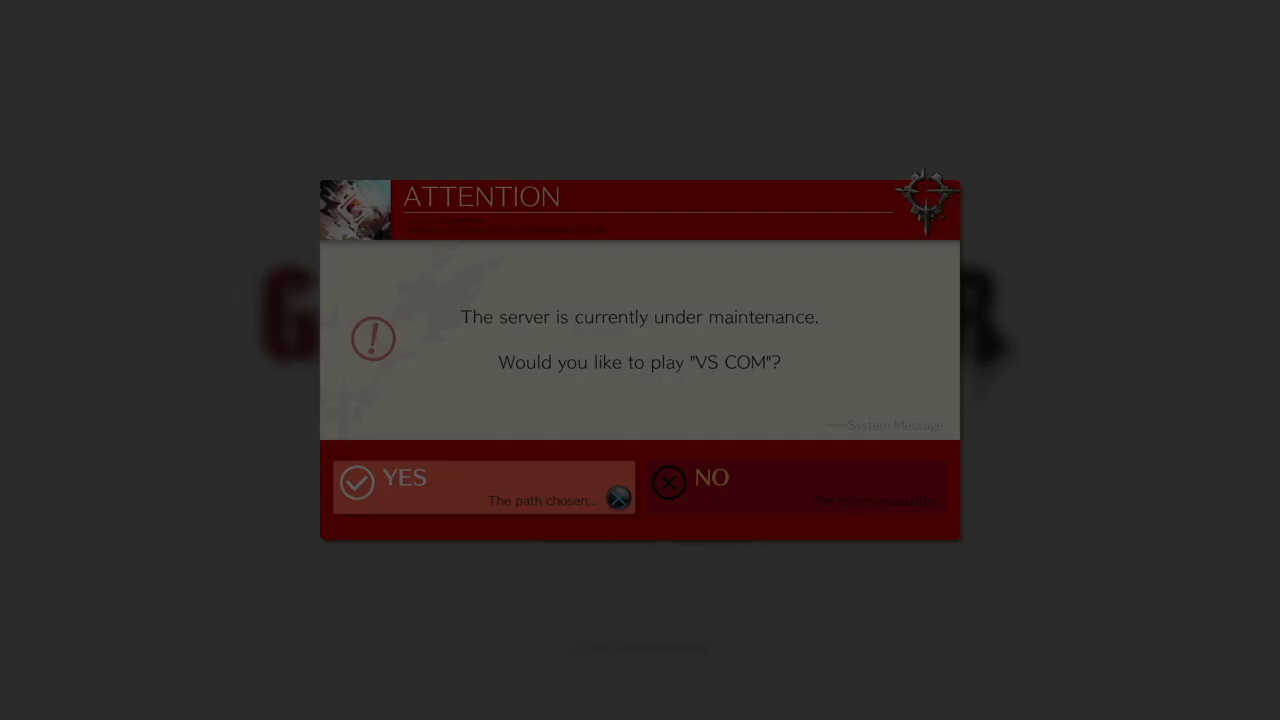 ATTENTION
The server is currently under maintenance.
Would you like to play "VS COM"?
——System Message
YES
The path chosen...
NO